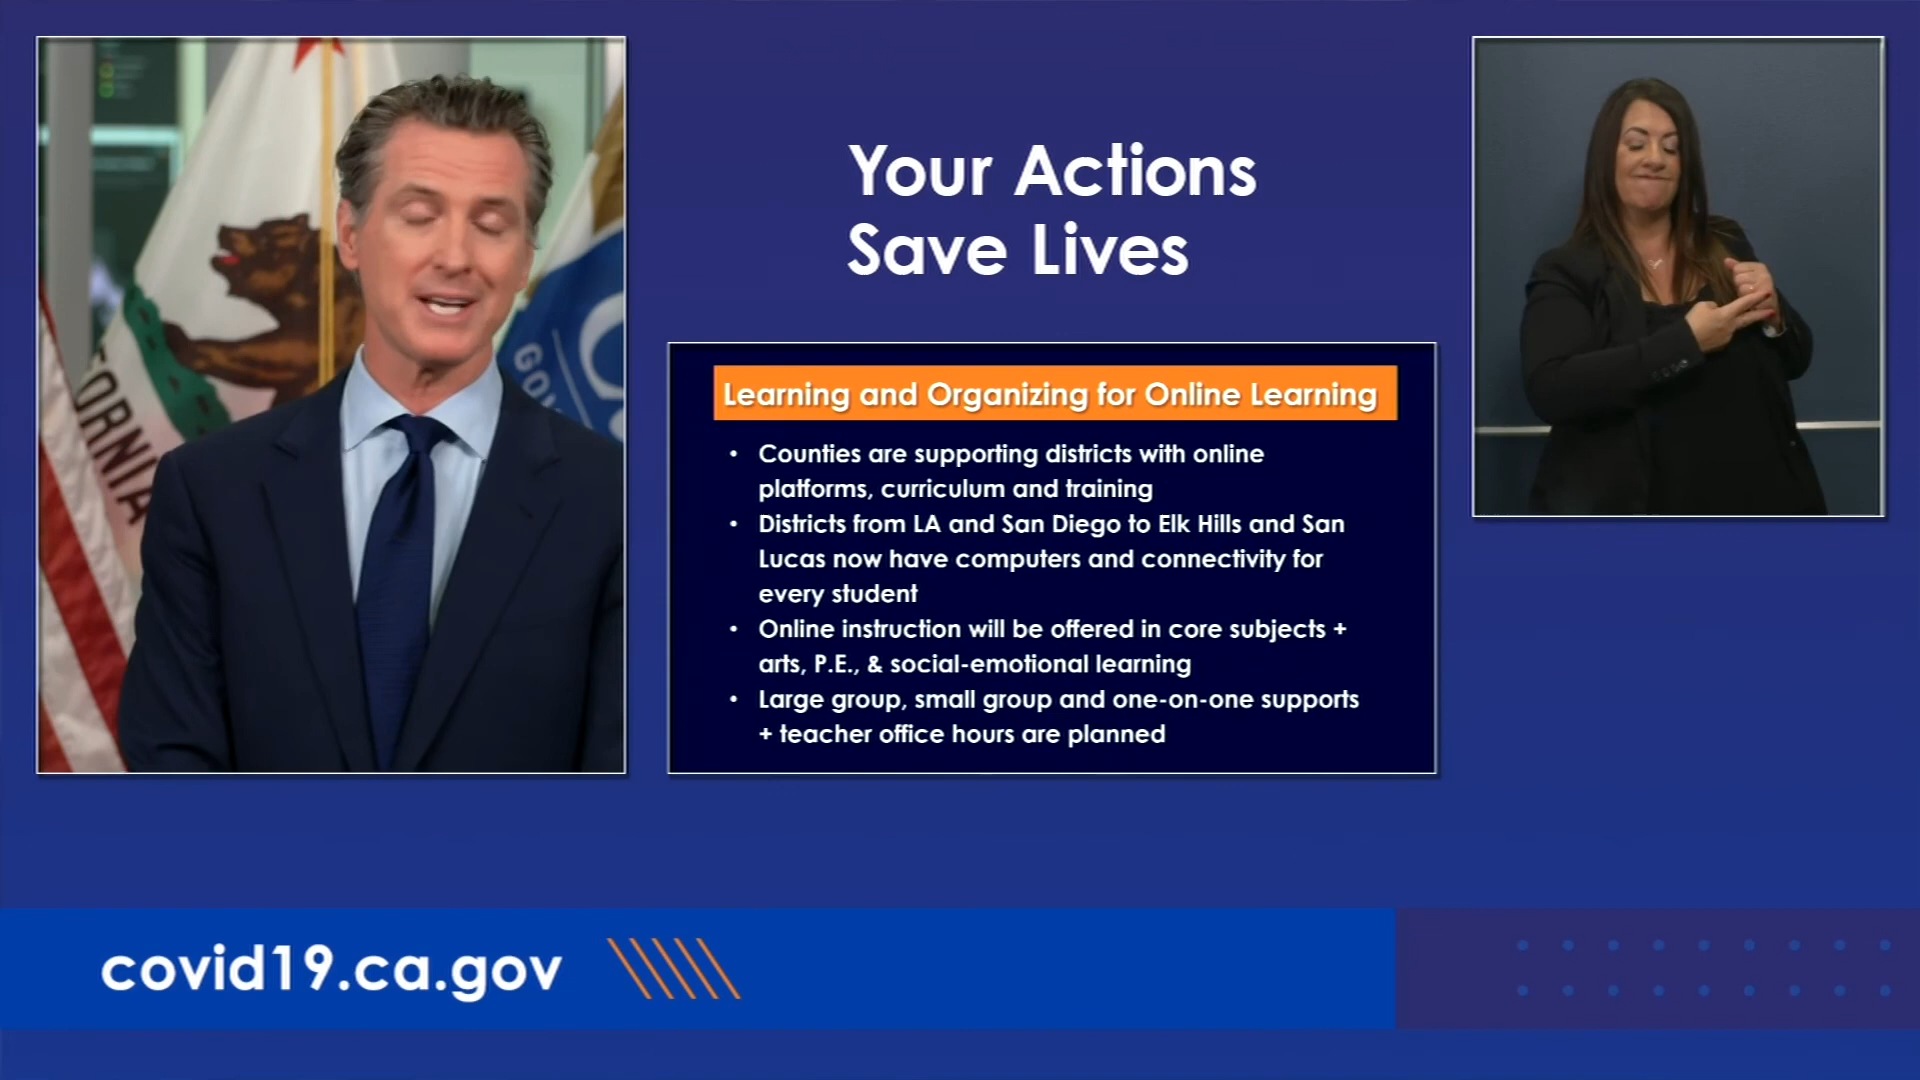 Your Actions
Save Lives
Learning and Organizing for Online Learning
• Counties are supporting districts with online
platforms, curriculum and training
• Districts from LA and San Diego to Elk Hills and San
Lucas now have computers and connectivity for
every student
• Online instruction will be offered in core subjects +
arts, P.E., & social-emotional learning
• Large group, small group and one-on-one supports
+ teacher office hours are planned
covid19.ca.gov